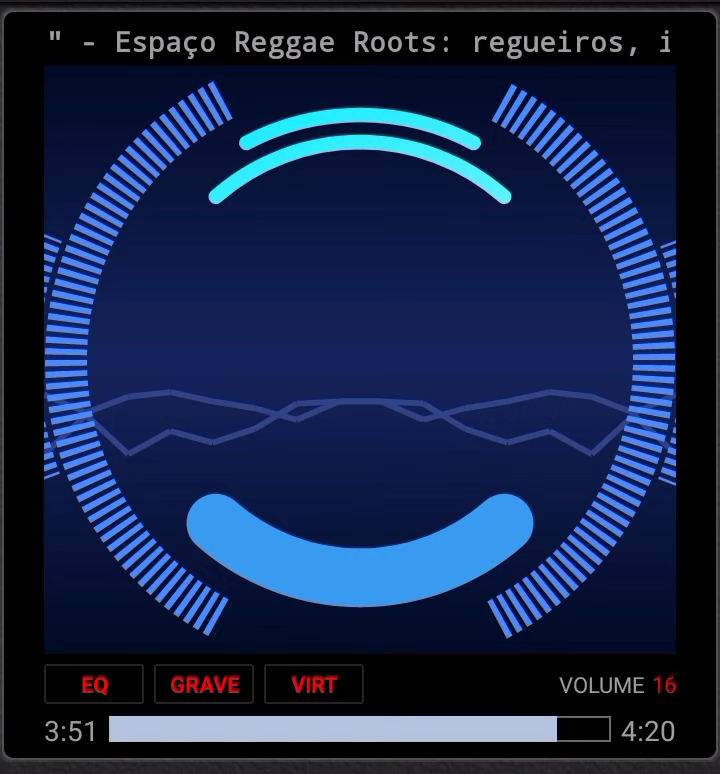 " - Espaço Reggae Roots: regueiros, i
EQ GRAVE VIRT VOLUME 16
3:51 4:20